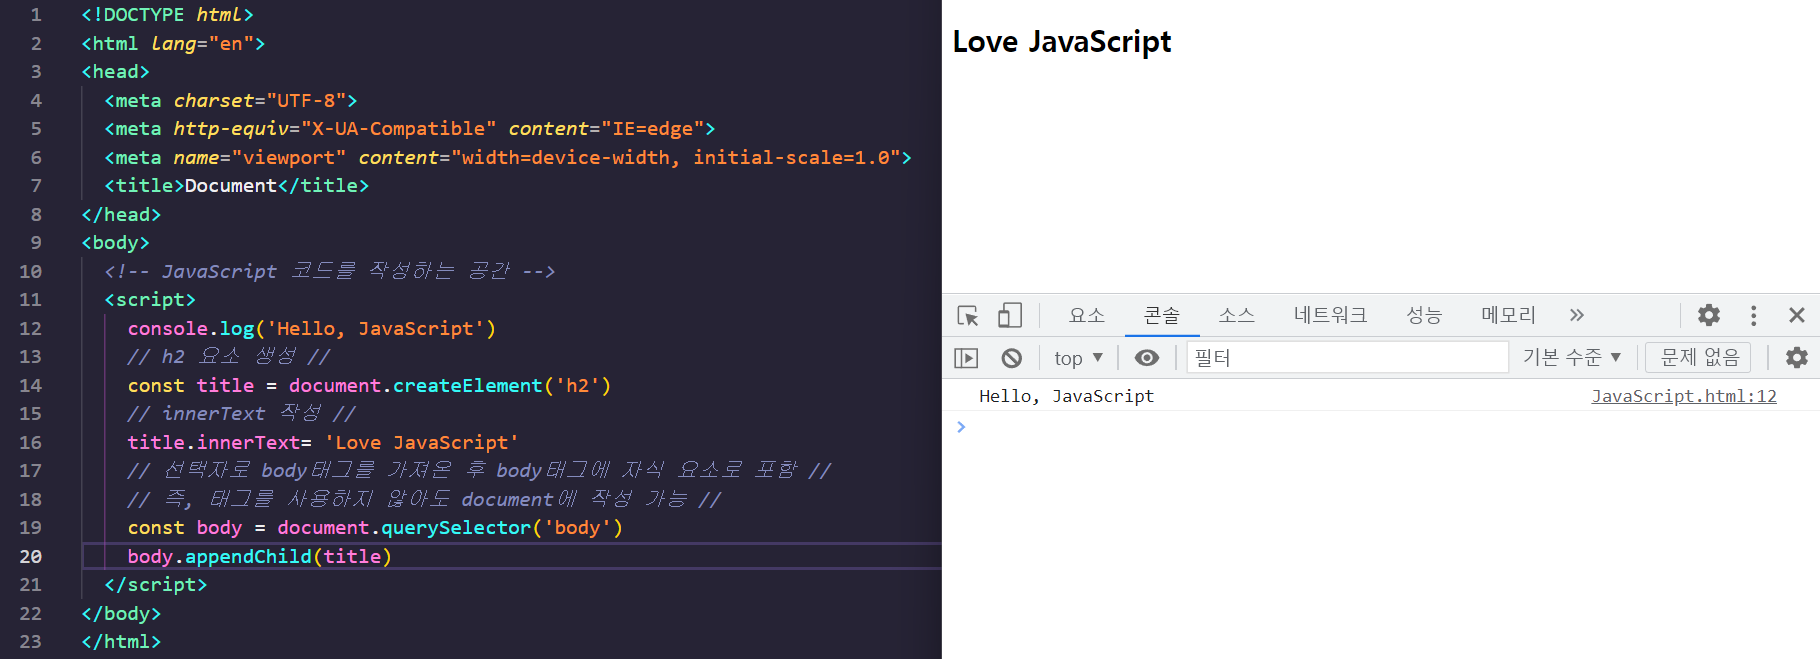 1 <!DOCTYPE html>
2 <html lang="en">
3 <head>
4 <meta charset="UTF-8">
5 <meta http-equiv="X-UA-Compatible" content="IE=edge">
6 <meta name="viewport" content="width=device-width, initial-scale=1.0">
7 <title>Document</title>
8 </head>
9 <body>
10 <!-- JavaScript 코드를 작성하는 공간 -->
11 <script>
12 console.log('Hello, JavaScript')
13 // h2 요소 생성 //
14 const title = document.createElement('h2')
15 // innerText 작성 //
16 title.innerText= 'Love JavaScript'
17 // 선택자로 body태그를 가져온 후 body태그에 자식 요소로 포함 //
18 // 즉, 태그를 사용하지 않아도 document에 작성 가능 //
19 const body = document.querySelector('body')
20 body.appendChild(title)
21 </script>
22 </body>
23 </html>
Love JavaScript
요소 콘솔 소스 네트워크 성능 메모리 »
top ▼ 필터 기본 수준 ▼ 문제 없음
Hello, JavaScript JavaScript.html:12
>